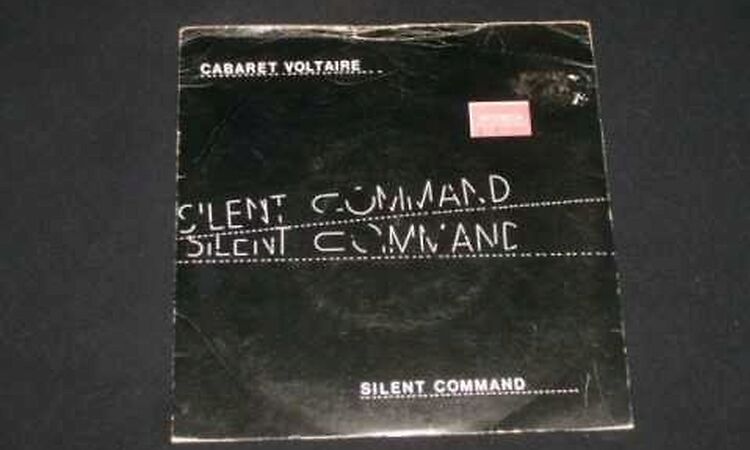 CABARET VOLTAIRE
SILENT COMMAND
SILENT COMMAND
SILENT COMMAND